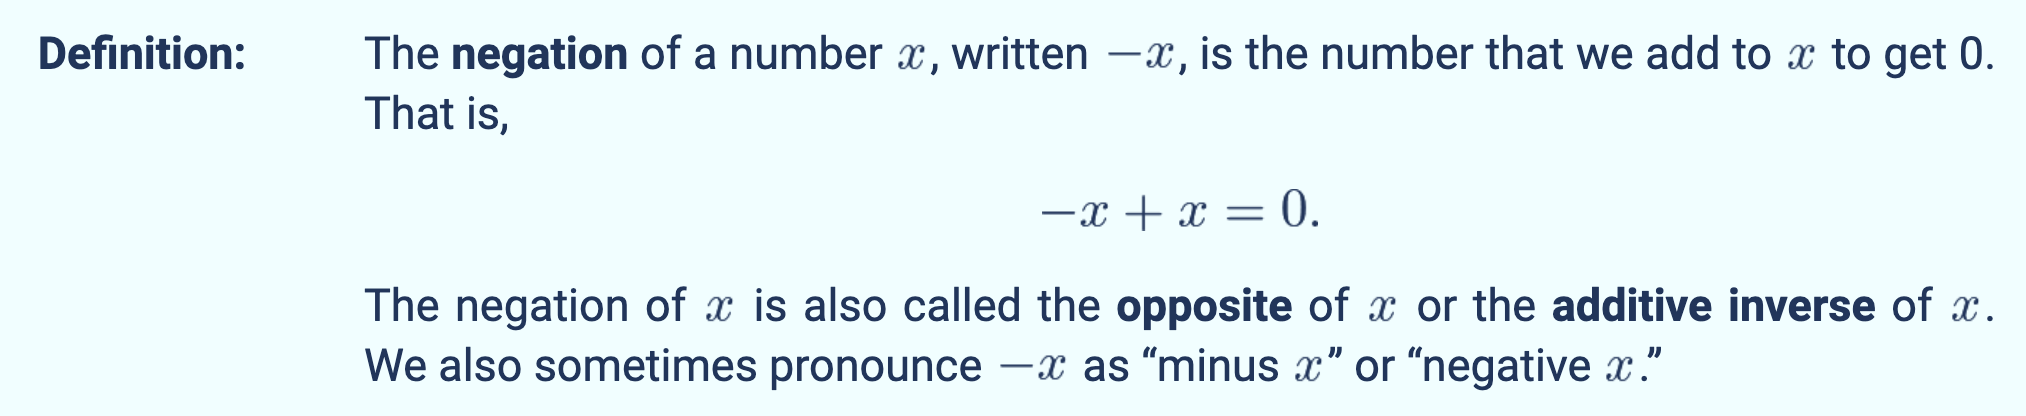 Definition: The negation of a number x, written −x, is the number that we add to x to get 0.
That is,
−x + x = 0.
The negation of x is also called the opposite of x or the additive inverse of x.
We also sometimes pronounce −x as “minus x” or “negative x.”